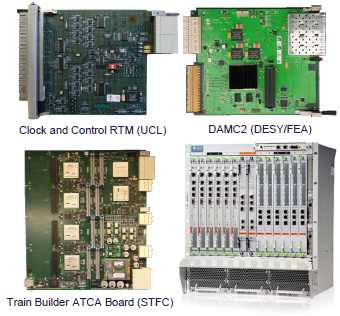 Clock and Control RTM (UCL)
DAMC2 (DESY/FEA)
Train Builder ATCA Board (STFC)